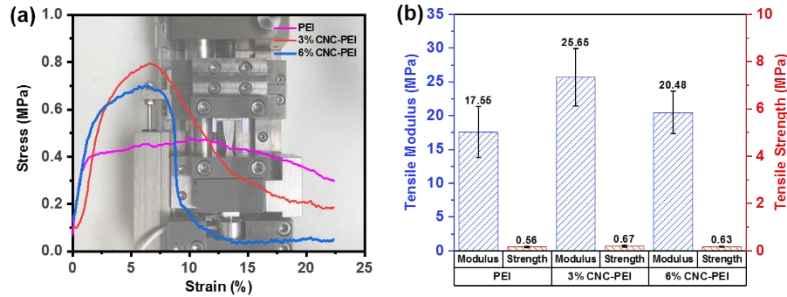 (a)
PEI
3% CNC-PEI
6% CNC-PEI
1.0
0.8
0.6
0.4
0.2
0.0
Stress (MPa)
0 5 10 15 20 25
Strain (%)
(b)
35
30
25
20
15
10
5
0
Tensile Modulus (MPa)
17.55
0.56
25.65
0.67
20.48
0.63
10
8
6
4
2
0
Tensile Strength (MPa)
Modulus Strength Modulus Strength Modulus Strength
PEI 3% CNC-PEI 6% CNC-PEI